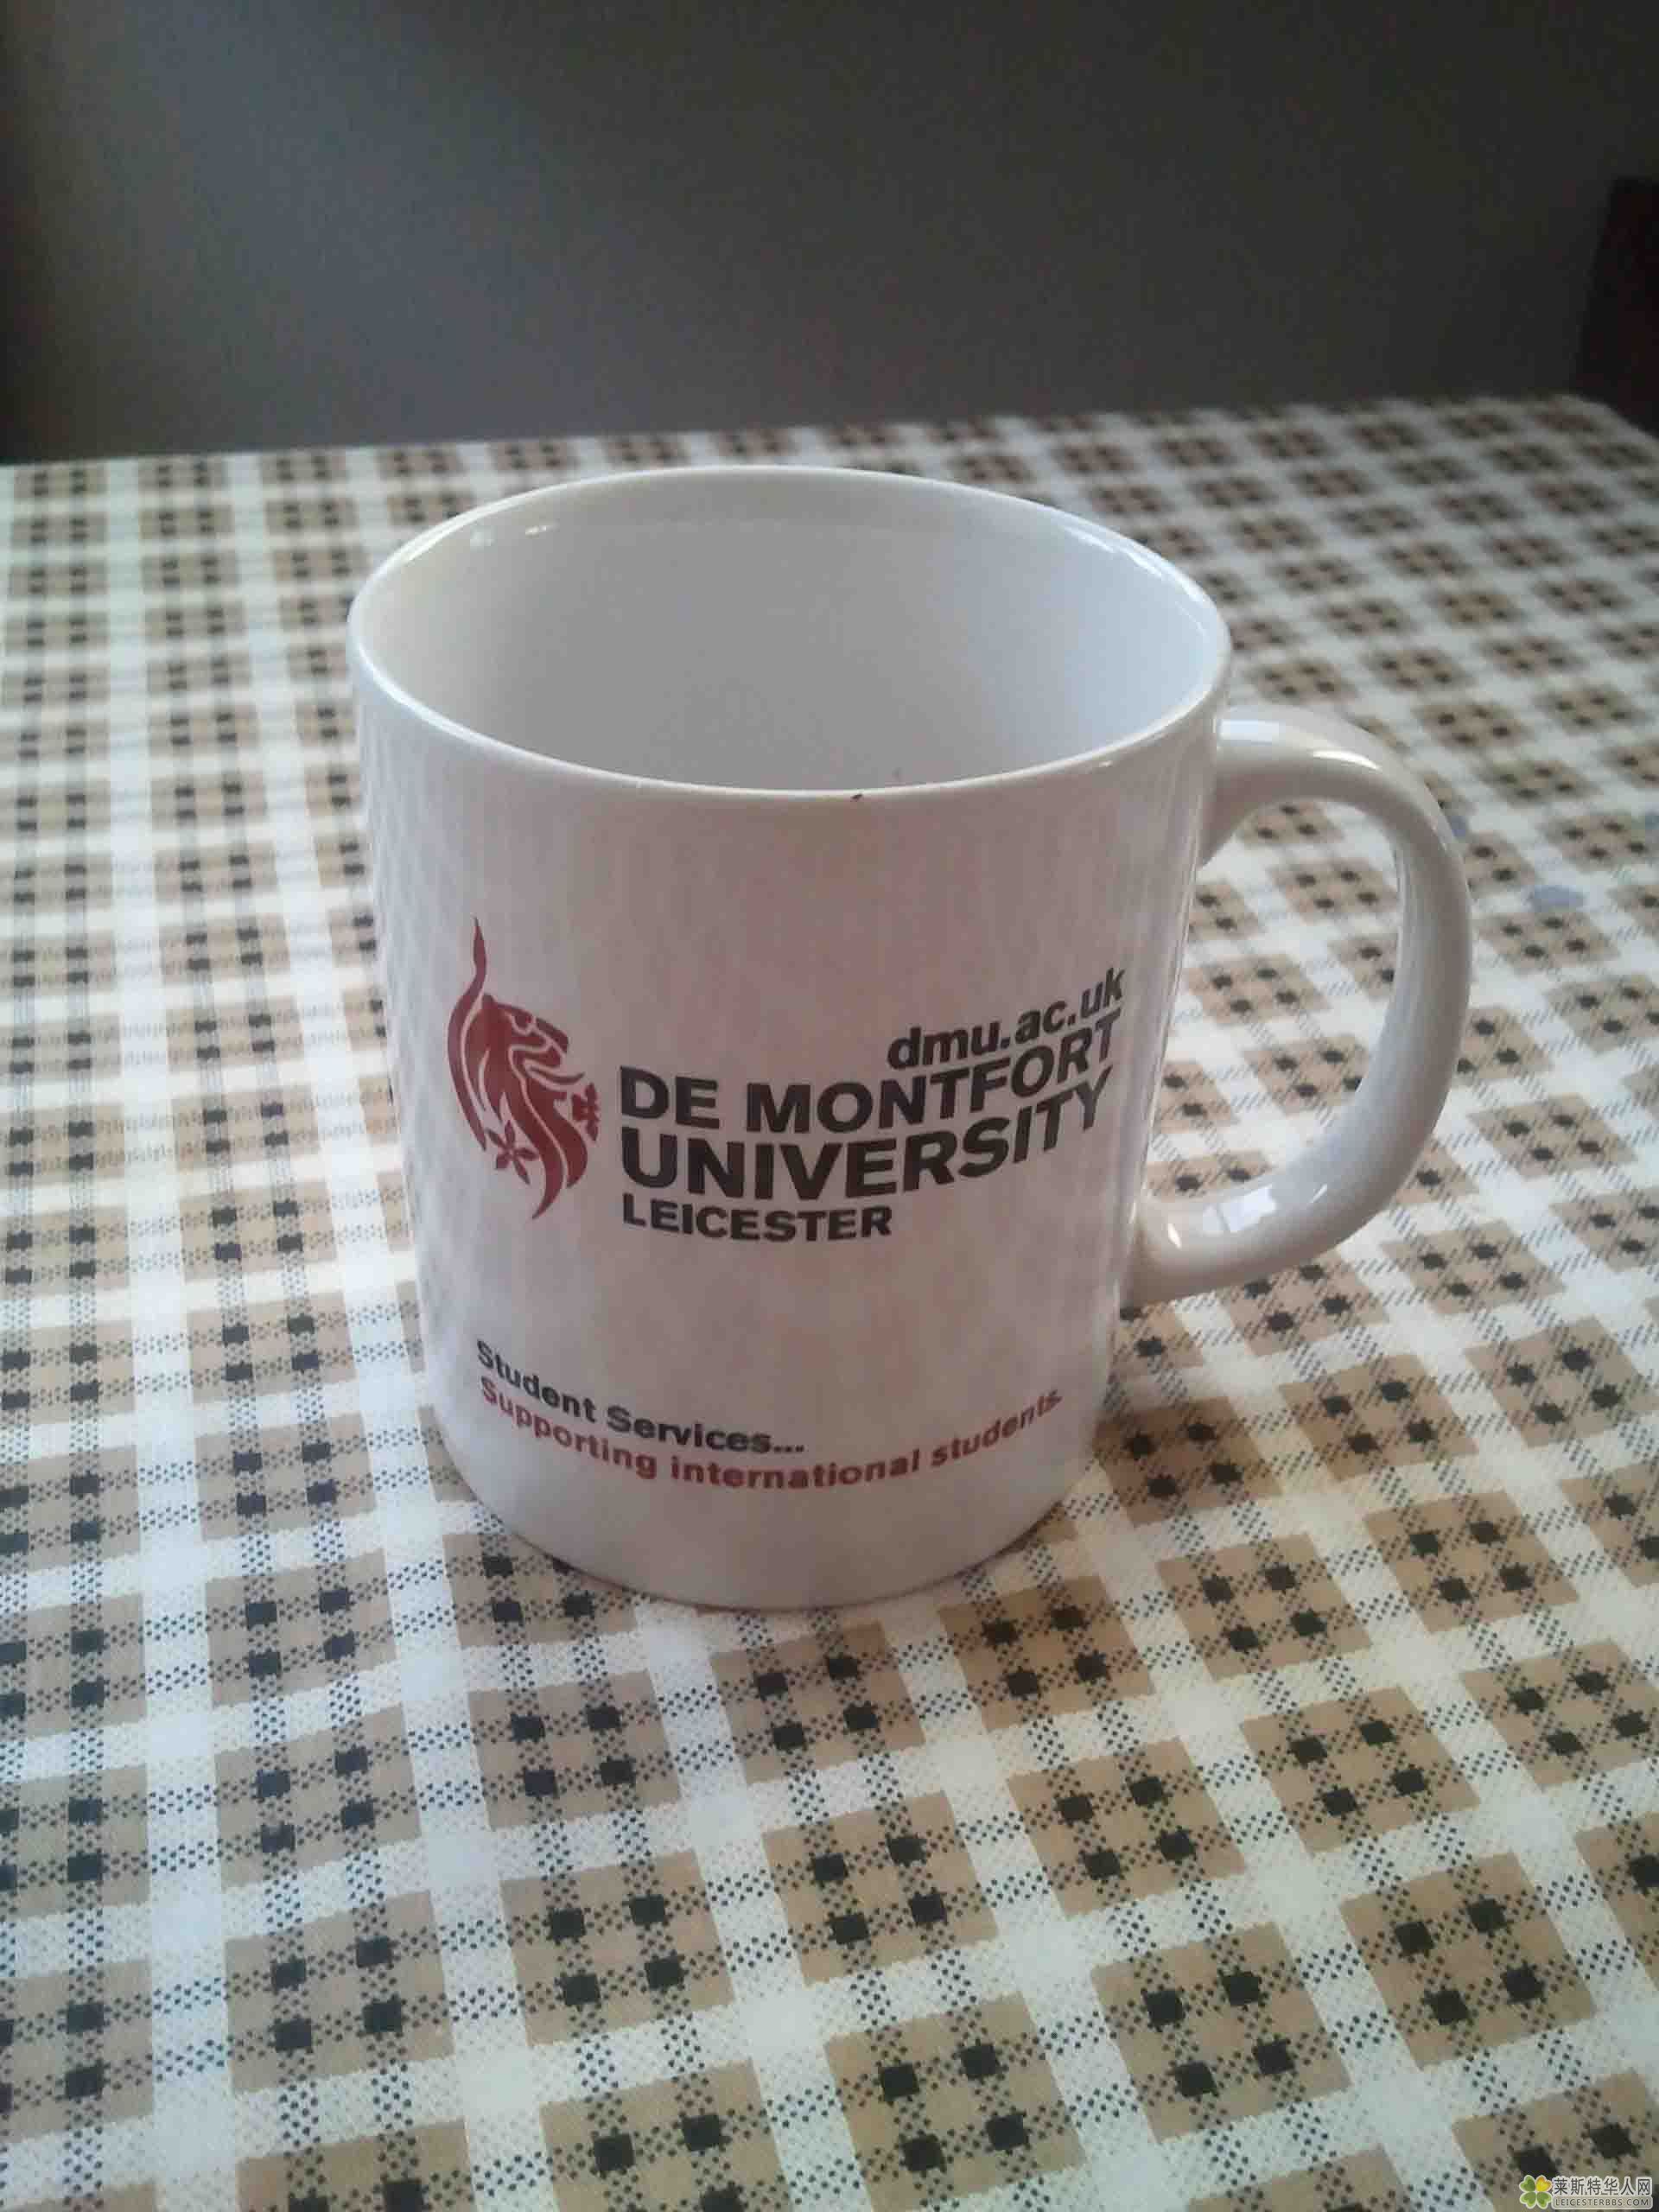 dmu.ac.uk
DE MONTFORT
UNIVERSITY
LEICESTER
Student Services...
Supporting international students.
莱斯特华人网
LEICESTERBBS.COM